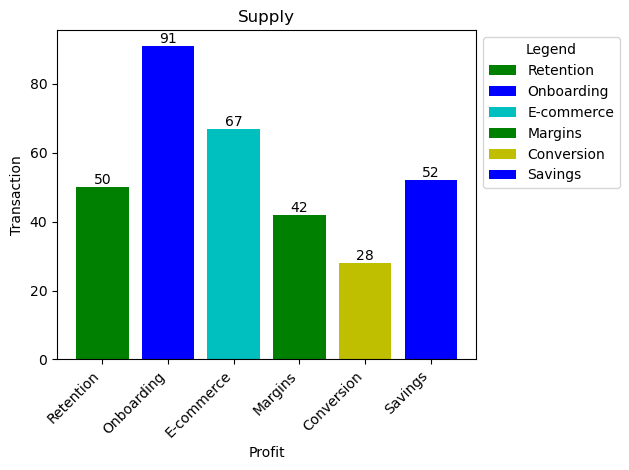 Supply
Transaction
80
60
40
20
0
50
91
67
42
28
52
Retention
Onboarding
E-commerce
Margins
Conversion
Savings
Profit
Legend
Retention
Onboarding
E-commerce
Margins
Conversion
Savings